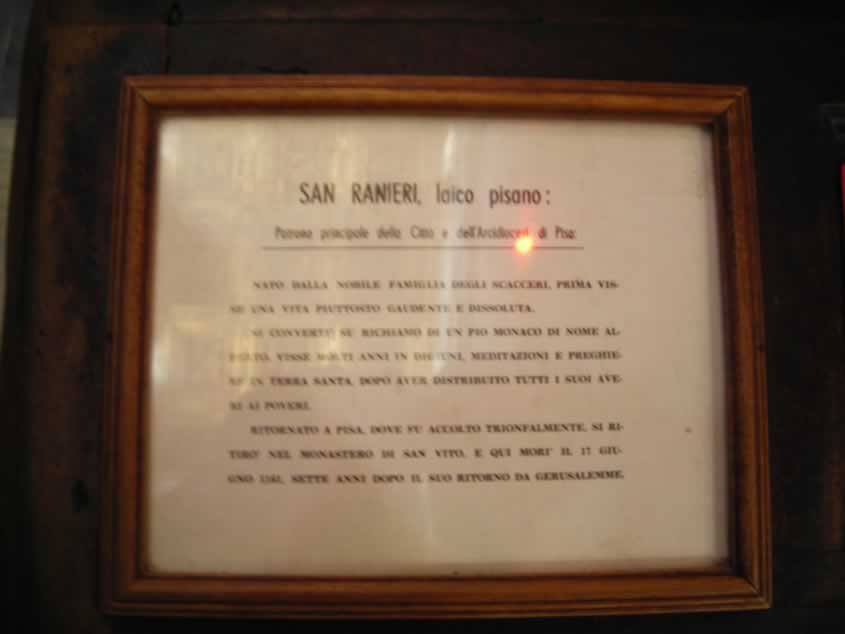 SAN RANIERI, laico pisano:
Patrono principale della Città e dell'Arcidiocesi di Pisa:
NATO DALLA NOBILE FAMIGLIA DEGLI SCACCERI, PRIMA VIS-
SE UNA VITA PIUTTOSTO GAUDENTE E DISSOLUTA.
SI CONVERTÌ SU RICHIAMO DI UN PIO MONACO DI NOME AL-
BERTO. VISSE MOLTI ANNI IN DIGIUNI, MEDITAZIONI E PREGHIE-
RE IN TERRA SANTA, DOPO AVER DISTRIBUITO TUTTI I SUOI AVE-
RI AI POVERI.
RITORNATO A PISA, DOVE FU ACCOLTO TRIONFALMENTE, SI RI-
TIRO' NEL MONASTERO DI SAN VITO, E QUI MORI' IL 17 GIU-
GNO SETTE ANNI DOPO IL SUO RITORNO DA GERUSALEMME.